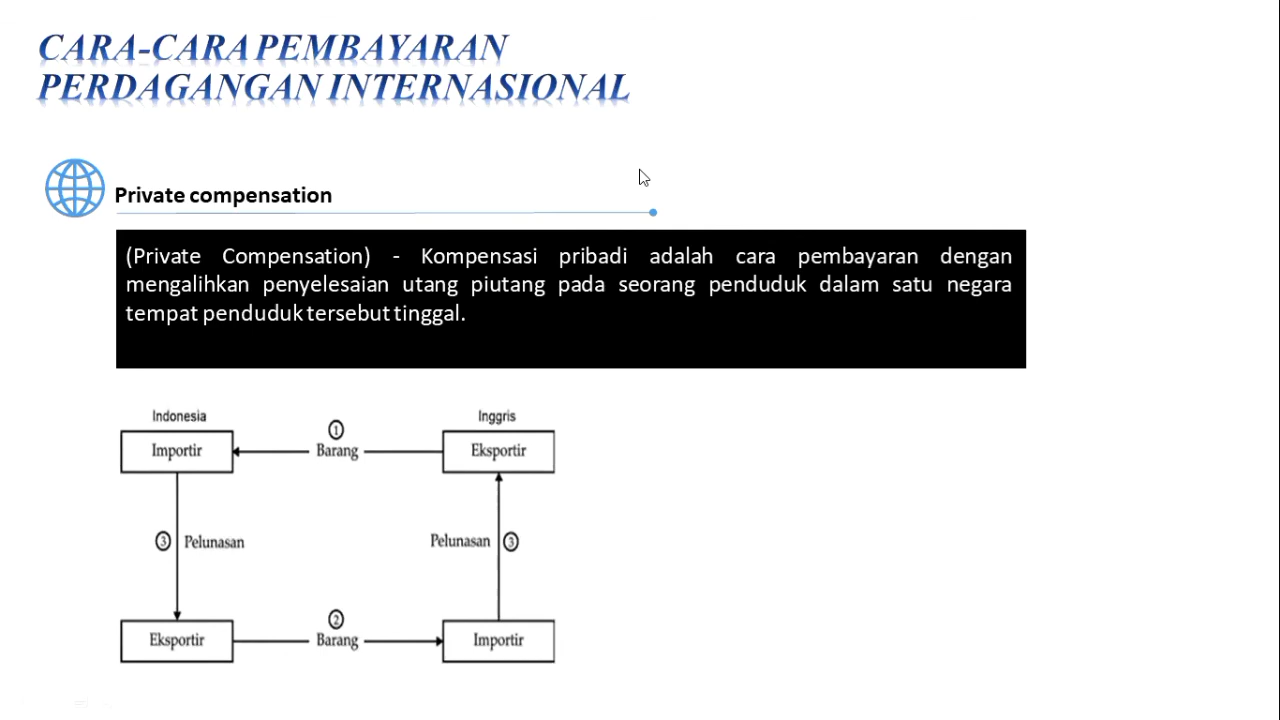 CARA-CARA PEMBAYARAN
PERDAGANGAN INTERNASIONAL
Private compensation
(Private Compensation) - Kompensasi pribadi adalah cara pembayaran dengan
mengalihkan penyelesaian utang piutang pada seorang penduduk dalam satu negara
tempat penduduk tersebut tinggal.
Indonesia
Inggris
1
Importir
Barang
Eksportir
3 Pelunasan
Pelunasan 3
2
Eksportir
Barang
Importir